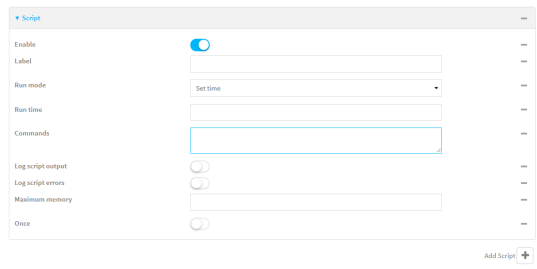 Script
Enable
Label
Run mode
Set time
Run time
Commands
Log script output
Log script errors
Maximum memory
Once
Add Script